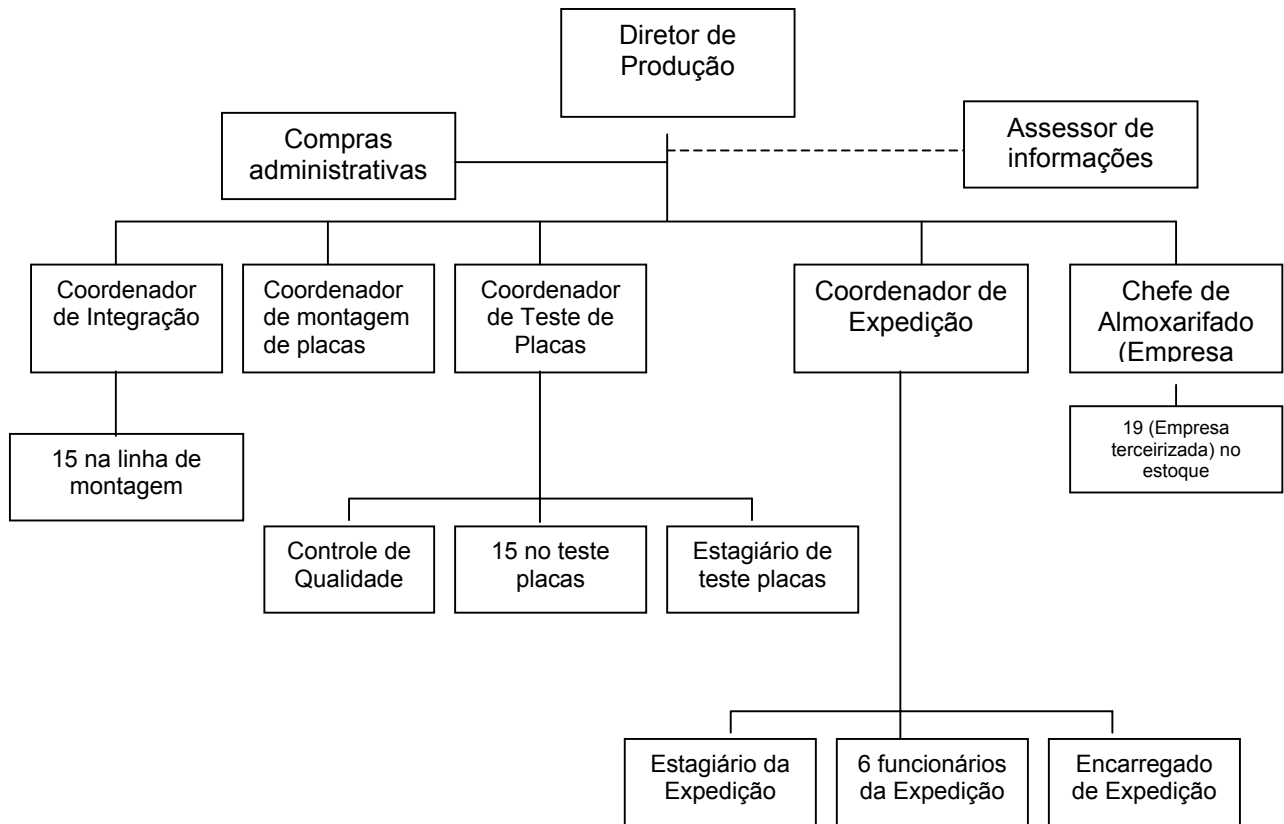 Diretor de
Produção
Compras
administrativas
Assessor de
informações
Coordenador
de Integração
Coordenador
de montagem
de placas
Coordenador
de Teste de
Placas
Coordenador de
Expedição
Chefe de
Almoxarifado
(Empresa
15 na linha de
montagem
19 (Empresa
terceirizada) no
estoque
Controle de
Qualidade
15 no teste
placas
Estagiário de
teste placas
Estagiário da
Expedição
6 funcionários
da Expedição
Encarregado
de Expedição